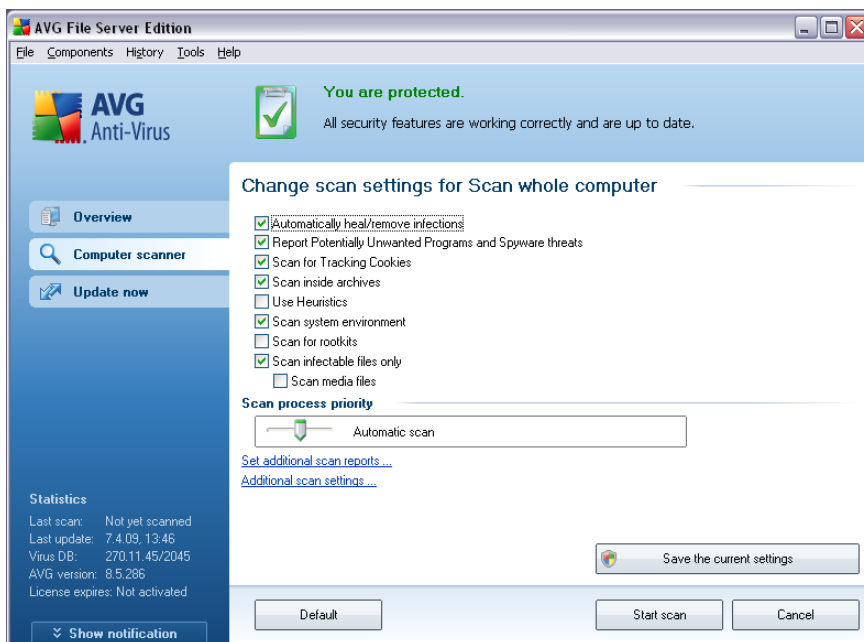 AVG File Server Edition
File Components History Tools Help
AVG
Anti-Virus
You are protected.
All security features are working correctly and are up to date.
Overview
Computer scanner
Update now
Change scan settings for Scan whole computer
Automatically heal/remove infections
Report Potentially Unwanted Programs and Spyware threats
Scan for Tracking Cookies
Scan inside archives
Use Heuristics
Scan system environment
Scan for rootkits
Scan infectable files only
Scan media files
Scan process priority
Automatic scan
Set additional scan reports ...
Additional scan settings ...
Statistics
Last scan: Not yet scanned
Last update: 7.4.09, 13:46
Virus DB: 270.11.45/2045
AVG version: 8.5.286
License expires: Not activated
Show notification
Save the current settings
Default
Start scan
Cancel